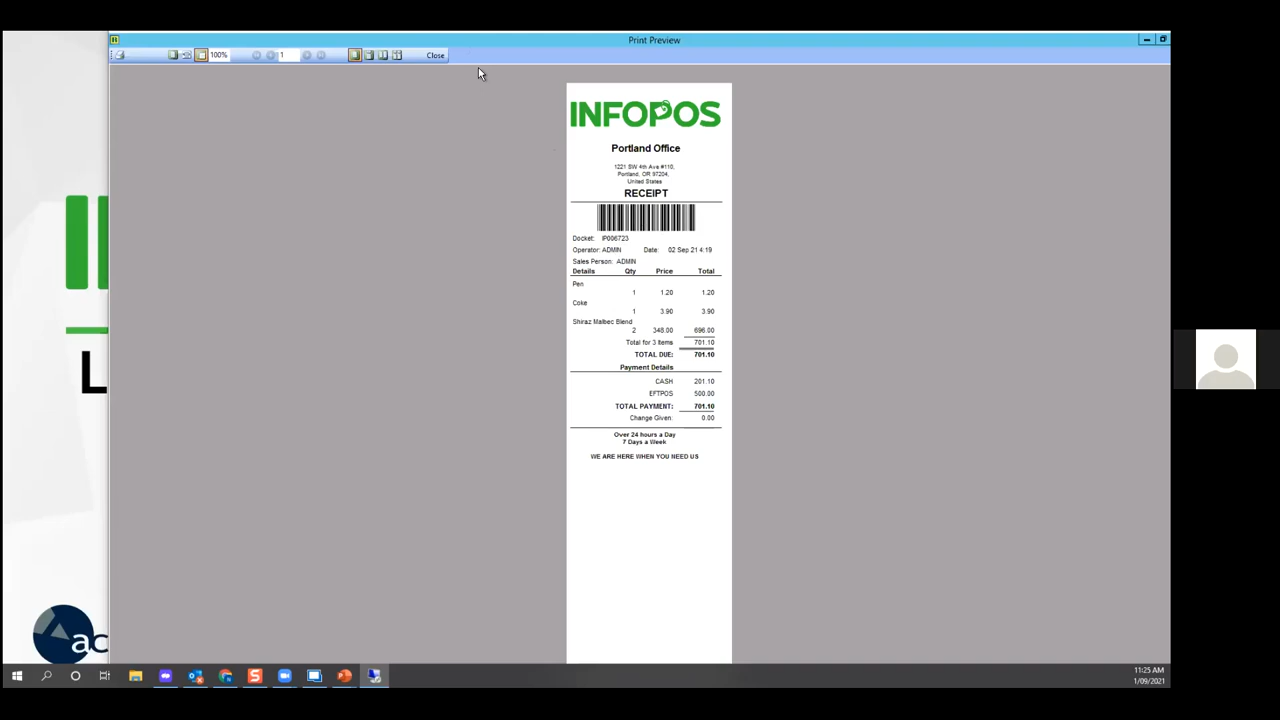 Print Preview
100%
1
Close
INFOPOS
Portland Office
1221 SW 4th Ave #110,
Portland, OR 97204,
United States
RECEIPT
Docket: IP006723
Operator: ADMIN Date: 02 Sep 21 4:19
Sales Person: ADMIN
Details Qty Price Total
Pen
1 1.20 1.20
Coke
1 3.90 3.90
Shiraz Malbec Blend
2 348.00 696.00
Total for 3 Items 701.10
TOTAL DUE: 701.10
Payment Details
CASH 201.10
EFTPOS 500.00
TOTAL PAYMENT: 701.10
Change Given: 0.00
Over 24 hours a Day
7 Days a Week
WE ARE HERE WHEN YOU NEED US
L
ac
11:25 AM
1/09/2021